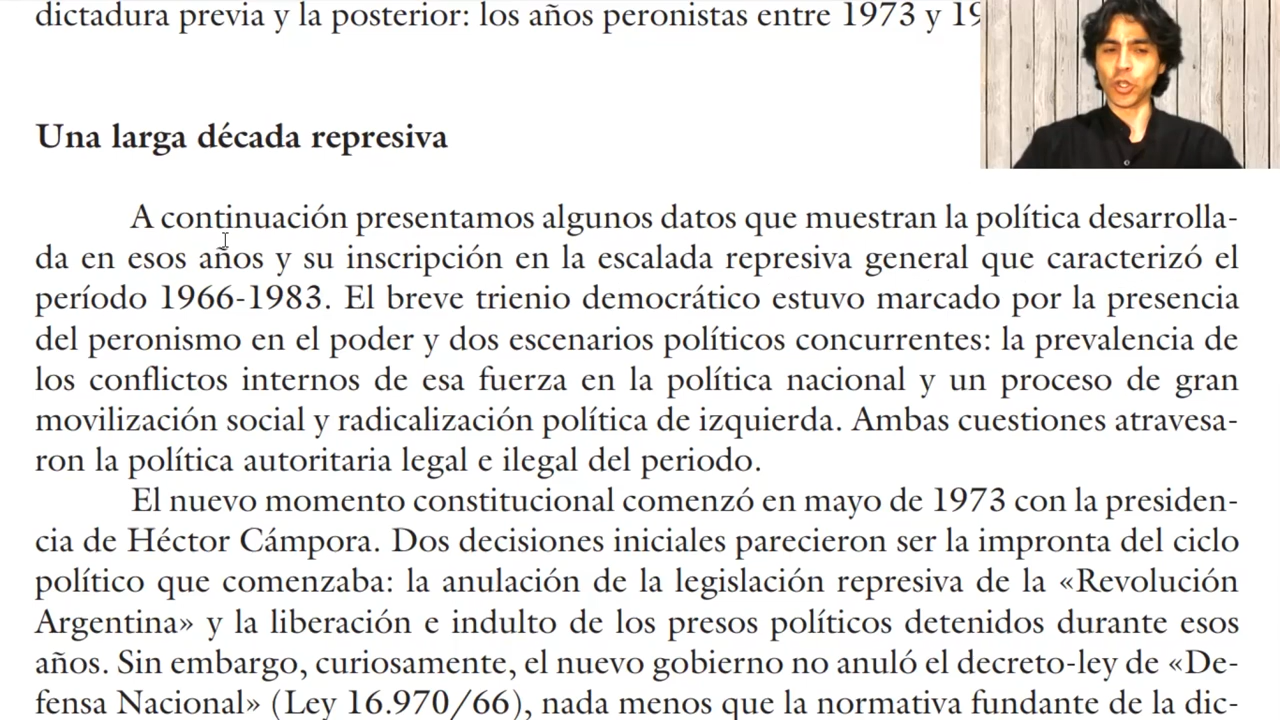 dictadura previa y la posterior: los años peronistas entre 1973 y 19
Una larga década represiva
A continuación presentamos algunos datos que muestran la política desarrolla-
da en esos años y su inscripción en la escalada represiva general que caracterizó el
período 1966-1983. El breve trienio democrático estuvo marcado por la presencia
del peronismo en el poder y dos escenarios políticos concurrentes: la prevalencia de
los conflictos internos de esa fuerza en la política nacional y un proceso de gran
movilización social y radicalización política de izquierda. Ambas cuestiones atravesa-
ron la política autoritaria legal e ilegal del periodo.
El nuevo momento constitucional comenzó en mayo de 1973 con la presiden-
cia de Héctor Cámpora. Dos decisiones iniciales parecieron ser la impronta del ciclo
político que comenzaba: la anulación de la legislación represiva de la «Revolución
Argentina» y la liberación e indulto de los presos políticos detenidos durante esos
años. Sin embargo, curiosamente, el nuevo gobierno no anuló el decreto-ley de «De-
fensa Nacional» (Ley 16.970/66), nada menos que la normativa fundante de la dic-